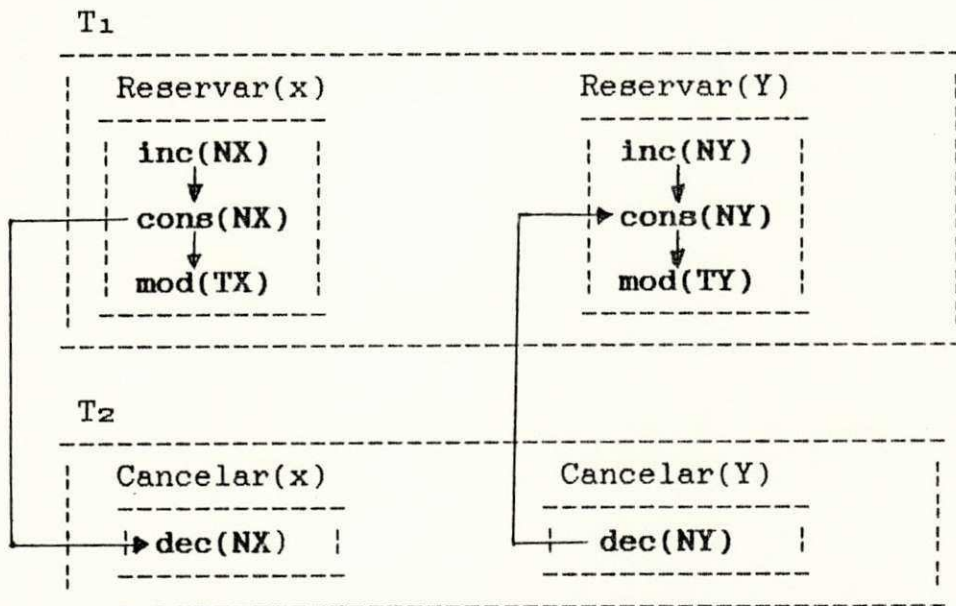 T1
Reservar(x) Reservar(Y)
inc(NX) inc(NY)
cons(NX) cons(NY)
mod(TX) mod(TY)
T2
Cancelar(x) Cancelar(Y)
dec(NX) dec(NY)